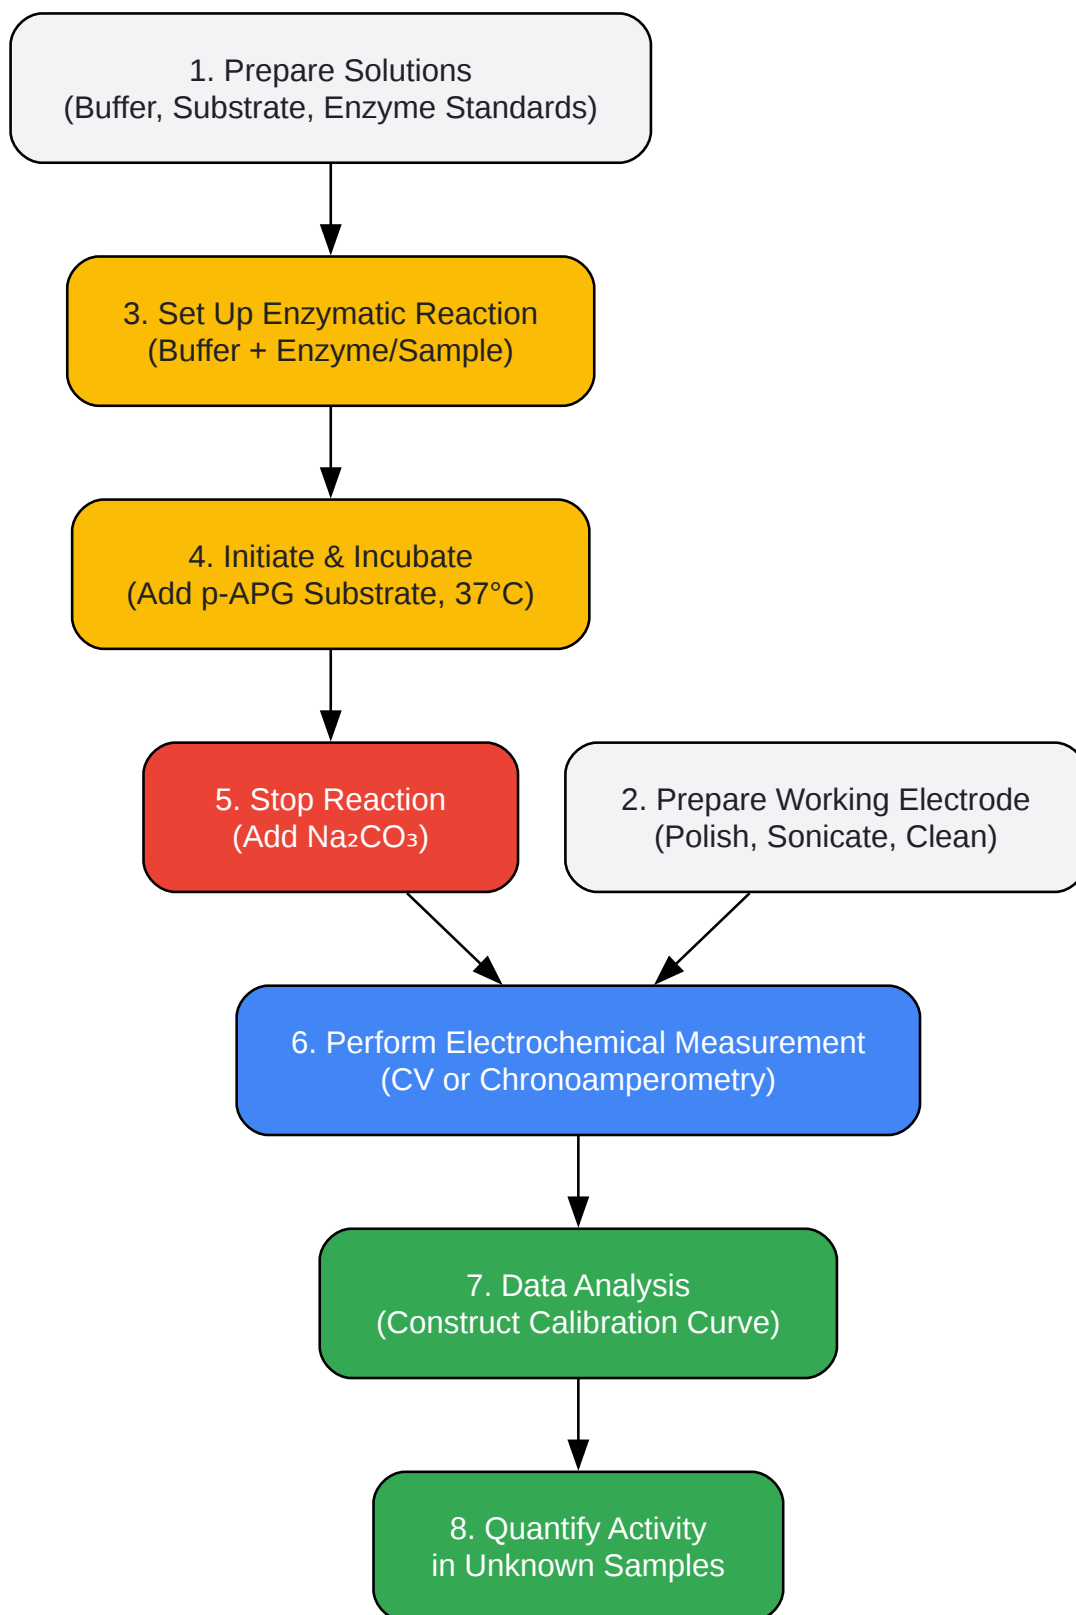 1. Prepare Solutions
(Buffer, Substrate, Enzyme Standards)
3. Set Up Enzymatic Reaction
(Buffer + Enzyme/Sample)
4. Initiate & Incubate
(Add p-APG Substrate, 37°C)
5. Stop Reaction
(Add Na₂CO₃)
2. Prepare Working Electrode
(Polish, Sonicate, Clean)
6. Perform Electrochemical Measurement
(CV or Chronoamperometry)
7. Data Analysis
(Construct Calibration Curve)
8. Quantify Activity
in Unknown Samples